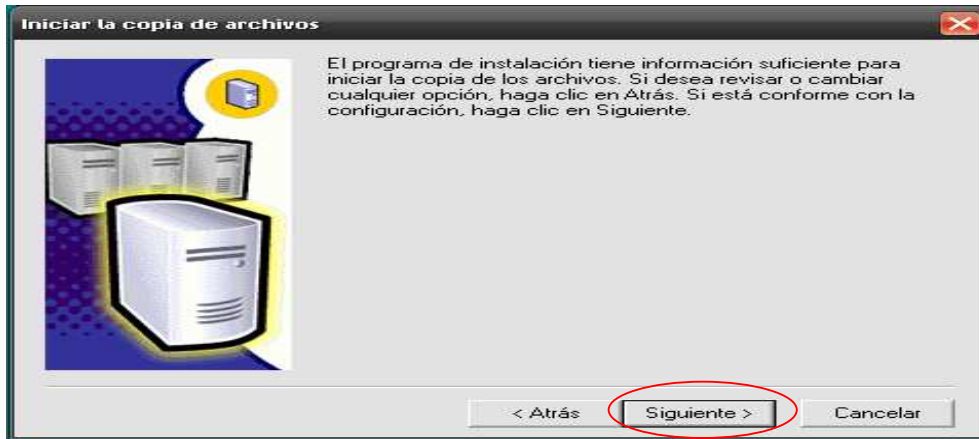 Iniciar la copia de archivos
El programa de instalación tiene información suficiente para
iniciar la copia de los archivos. Si desea revisar o cambiar
cualquier opción, haga clic en Atrás. Si está conforme con la
configuración, haga clic en Siguiente.
< Atrás
Siguiente >
Cancelar